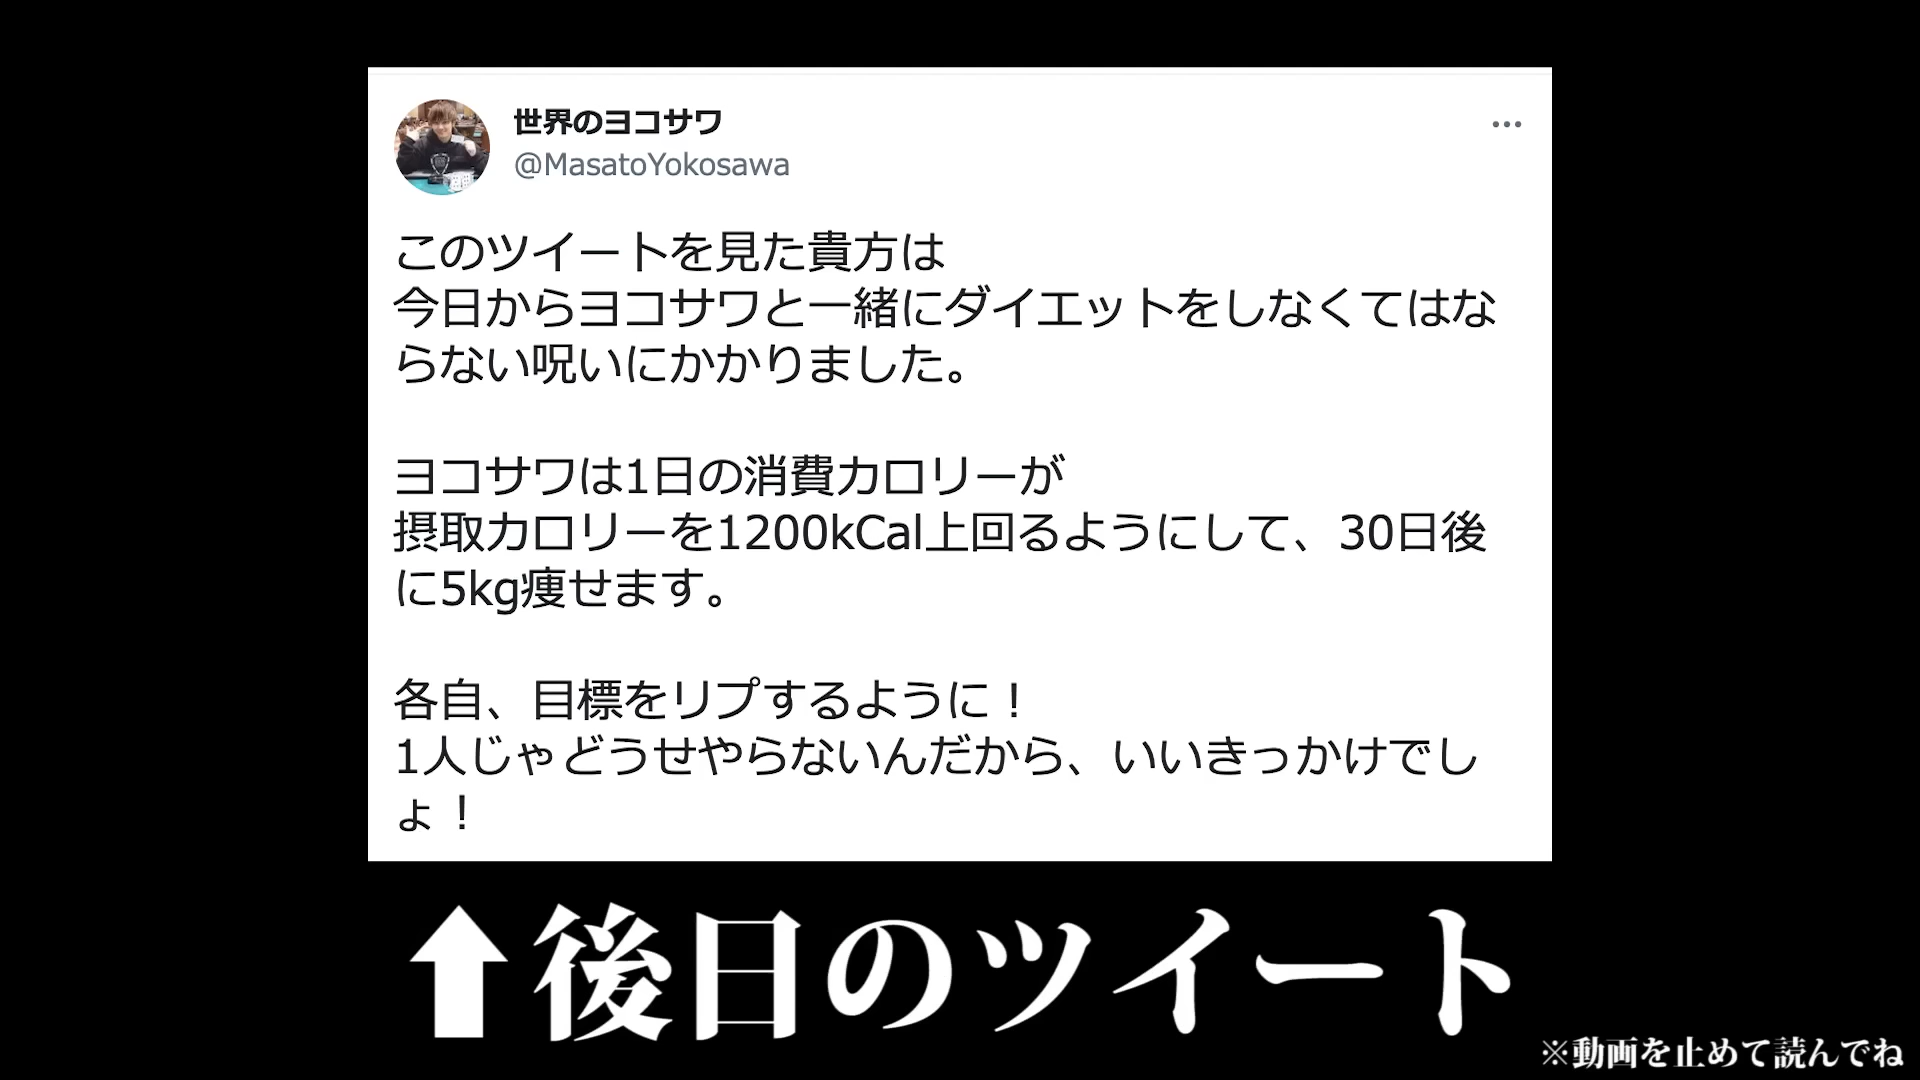 世界のヨコサワ
@MasatoYokosawa
このツイートを見た貴方は
今日からヨコサワと一緒にダイエットをしなくてはな
らない呪いにかかりました。
ヨコサワは1日の消費カロリーが
摂取カロリーを1200kCal上回るようにして、30日後
に5kg痩せます。
各自、目標をリプするように！
1人じゃどうせやらないんだから、いいきっかけでし
ょ！
⬆後日のツイート
※動画を止めて読んでね